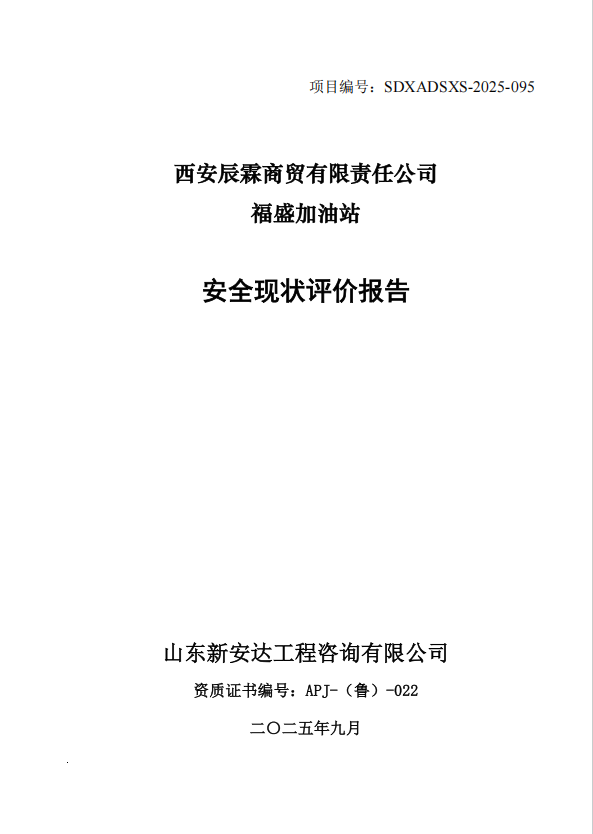 项目编号：SDXADSXS-2025-095
西安辰霖商贸有限责任公司
福盛加油站
安全现状评价报告
山东新安达工程咨询有限公司
资质证书编号：APJ-（鲁）-022
二〇二五年九月
.